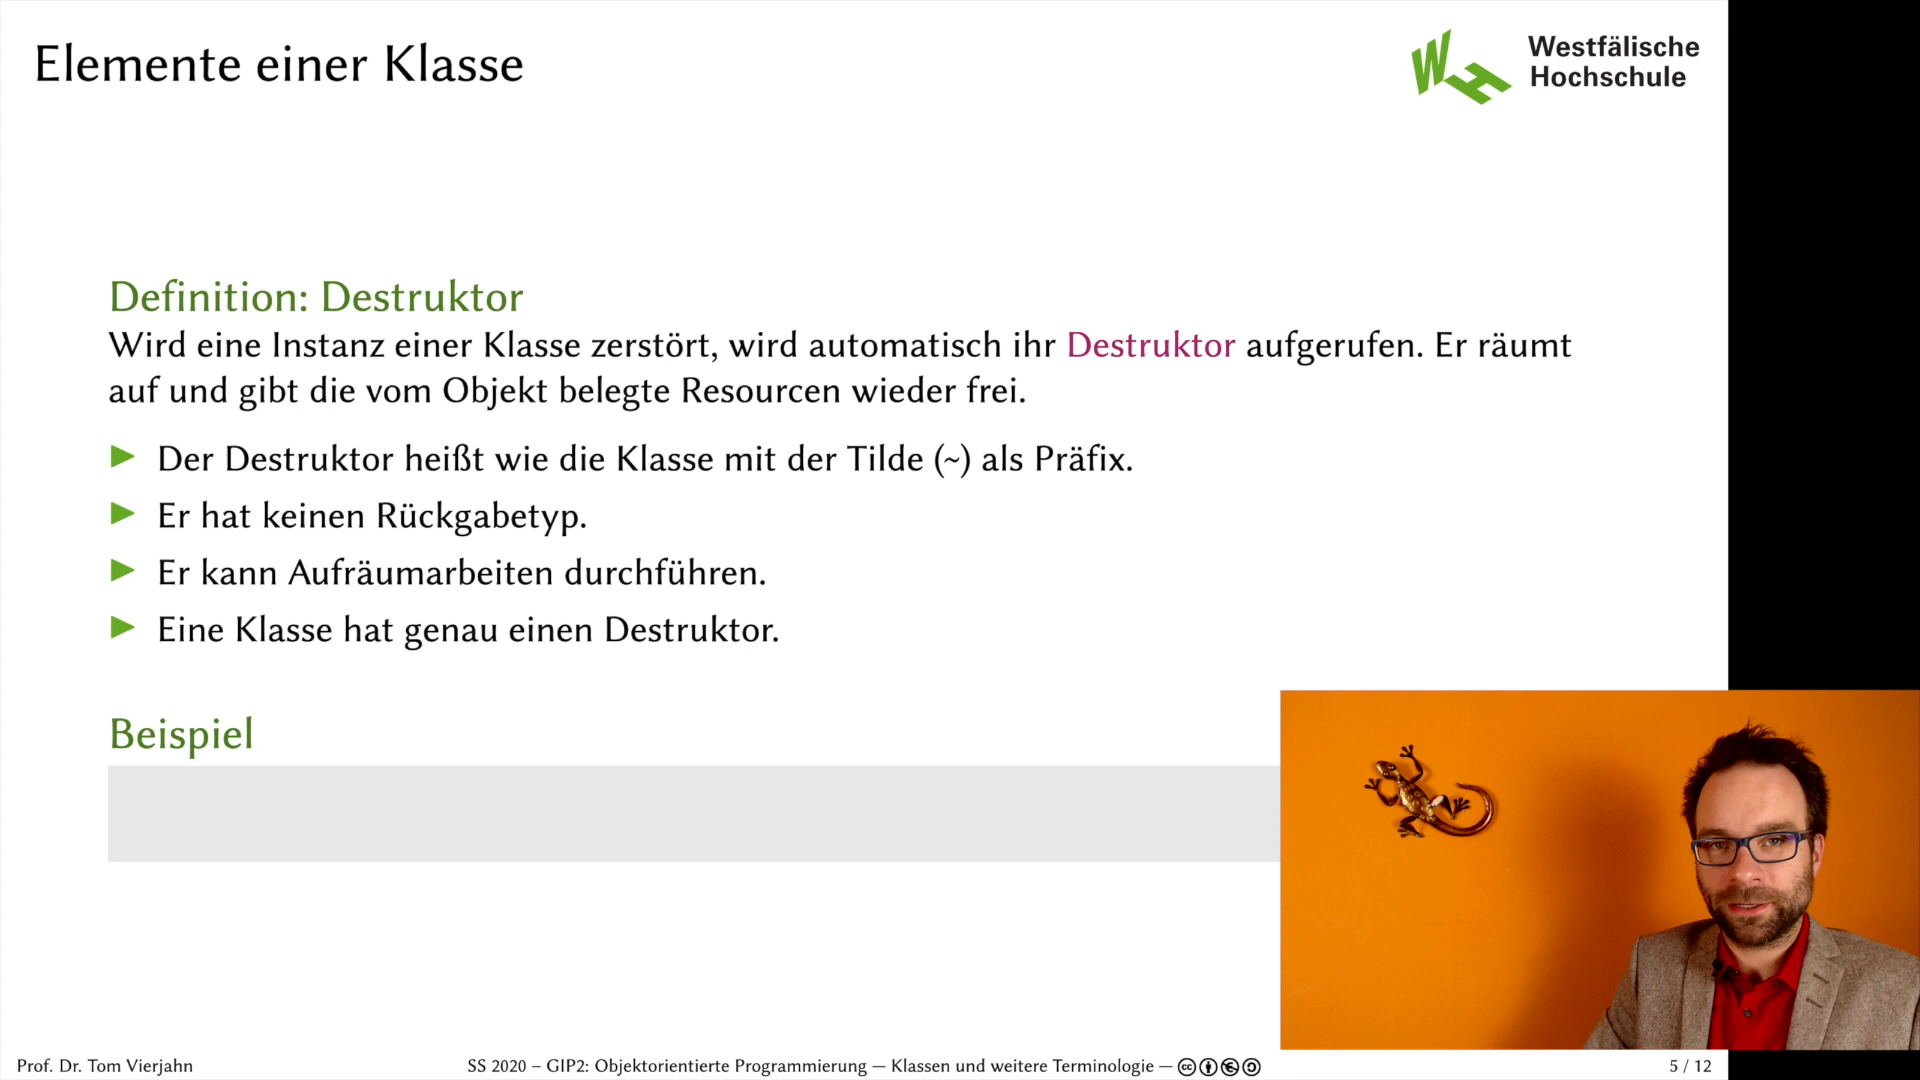 Elemente einer Klasse
Westfälische
Hochschule
Definition: Destruktor
Wird eine Instanz einer Klasse zerstört, wird automatisch ihr Destruktor aufgerufen. Er räumt
auf und gibt die vom Objekt belegte Resourcen wieder frei.
Der Destruktor heißt wie die Klasse mit der Tilde (~) als Präfix.
Er hat keinen Rückgabetyp.
Er kann Aufräumarbeiten durchführen.
Eine Klasse hat genau einen Destruktor.
Beispiel
Prof. Dr. Tom Vierjahn
SS 2020 – GIP2: Objektorientierte Programmierung — Klassen und weitere Terminologie —
5 / 12